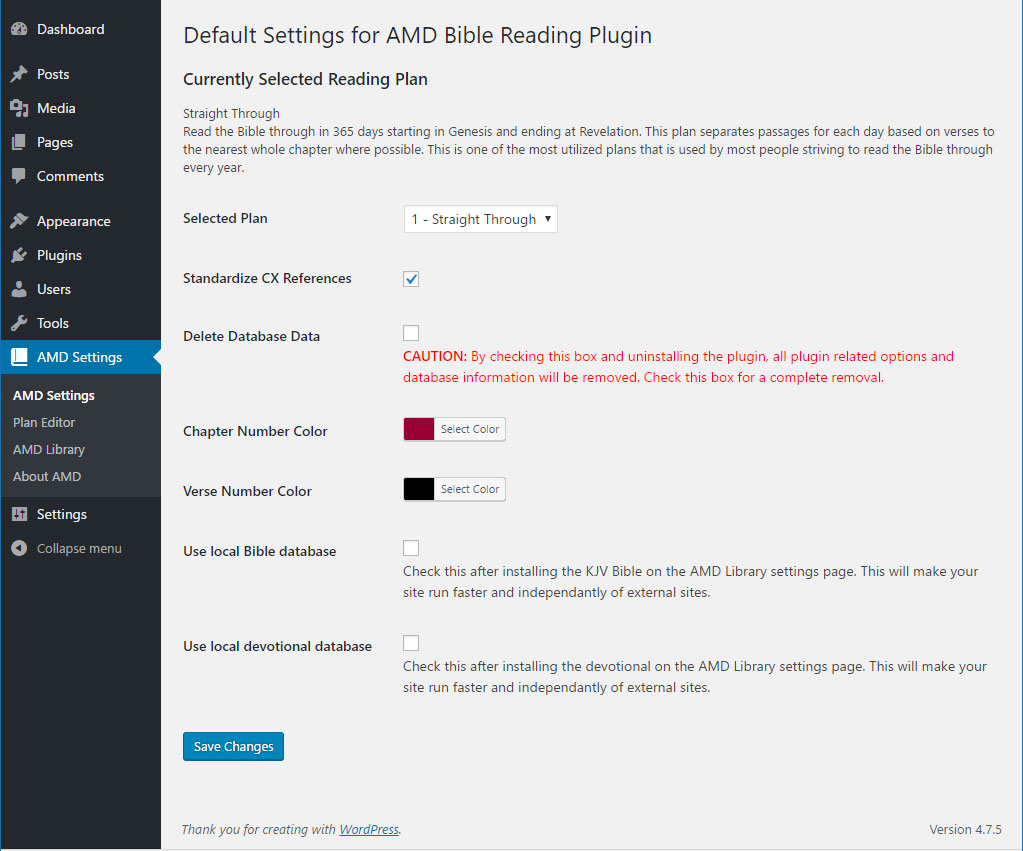 Dashboard
Posts
Media
Pages
Comments
Appearance
Plugins
Users
Tools
AMD Settings
AMD Settings
Plan Editor
AMD Library
About AMD
Settings
Collapse menu
Default Settings for AMD Bible Reading Plugin
Currently Selected Reading Plan
Straight Through
Read the Bible through in 365 days starting in Genesis and ending at Revelation. This plan separates passages for each day based on verses to
the nearest whole chapter where possible. This is one of the most utilized plans that is used by most people striving to read the Bible through
every year.
Selected Plan
1 - Straight Through
Standardize CX References
Delete Database Data
CAUTION: By checking this box and uninstalling the plugin, all plugin related options and
database information will be removed. Check this box for a complete removal.
Chapter Number Color
Select Color
Verse Number Color
Select Color
Use local Bible database
Check this after installing the KJV Bible on the AMD Library settings page. This will make your
site run faster and independantly of external sites.
Use local devotional database
Check this after installing the devotional on the AMD Library settings page. This will make your
site run faster and independantly of external sites.
Save Changes
Thank you for creating with WordPress.
Version 4.7.5